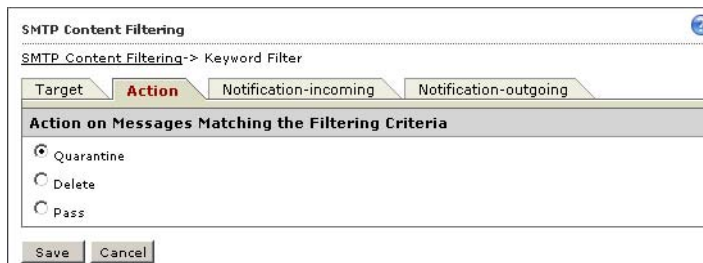 SMTP Content Filtering
SMTP Content Filtering-> Keyword Filter
Target Action Notification-incoming Notification-outgoing
Action on Messages Matching the Filtering Criteria
Quarantine
Delete
Pass
Save Cancel